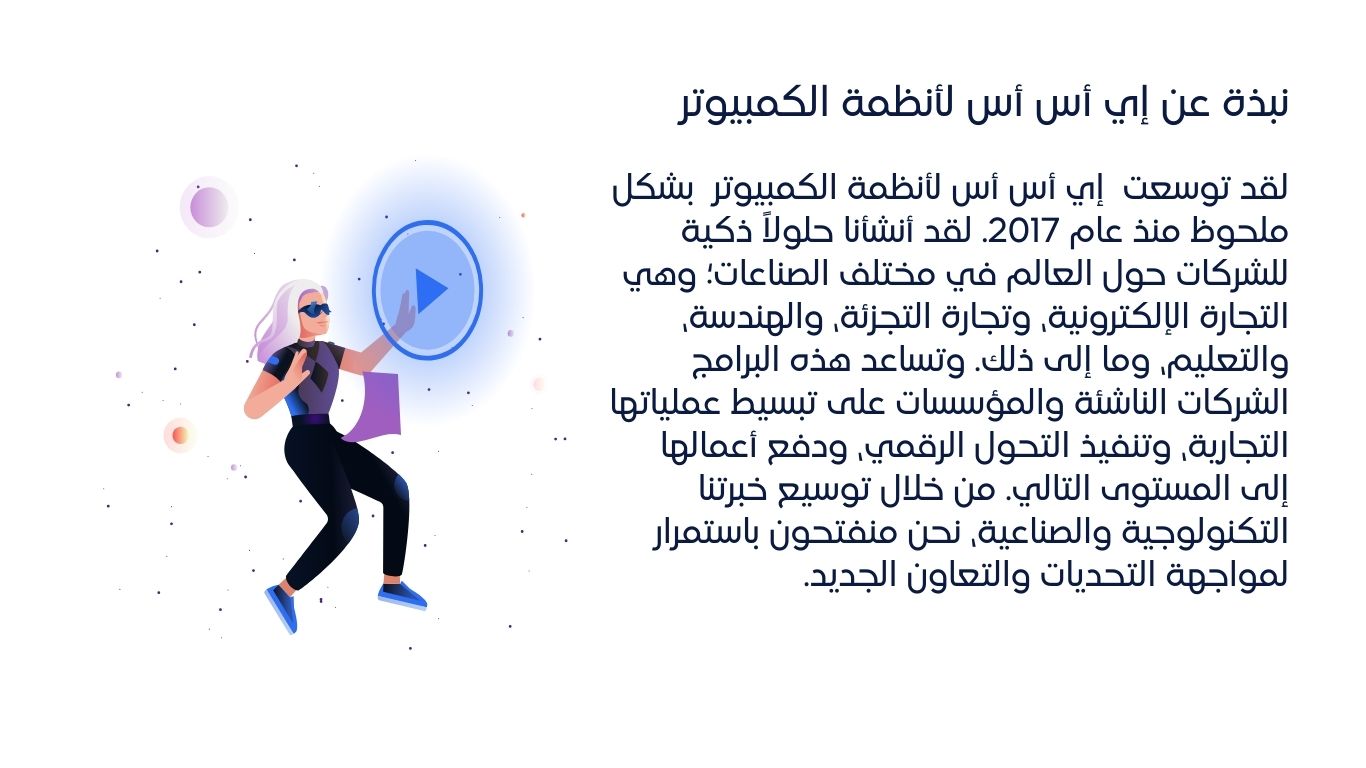 نبذة عن إي أس أس لأنظمة الكمبيوتر
لقد توسعت إي أس أس لأنظمة الكمبيوتر بشكل
ملحوظ منذ عام 2017. لقد أنشأنا حلولاً ذكية
للشركات حول العالم في مختلف الصناعات؛ وهي
التجارة الإلكترونية، وتجارة التجزئة، والهندسة،
والتعليم، وما إلى ذلك. وتساعد هذه البرامج
الشركات الناشئة والمؤسسات على تبسيط عملياتها
التجارية، وتنفيذ التحول الرقمي، ودفع أعمالها
إلى المستوى التالي. من خلال توسيع خبرتنا
التكنولوجية والصناعية، نحن منفتحون باستمرار
لمواجهة التحديات والتعاون الجديد.